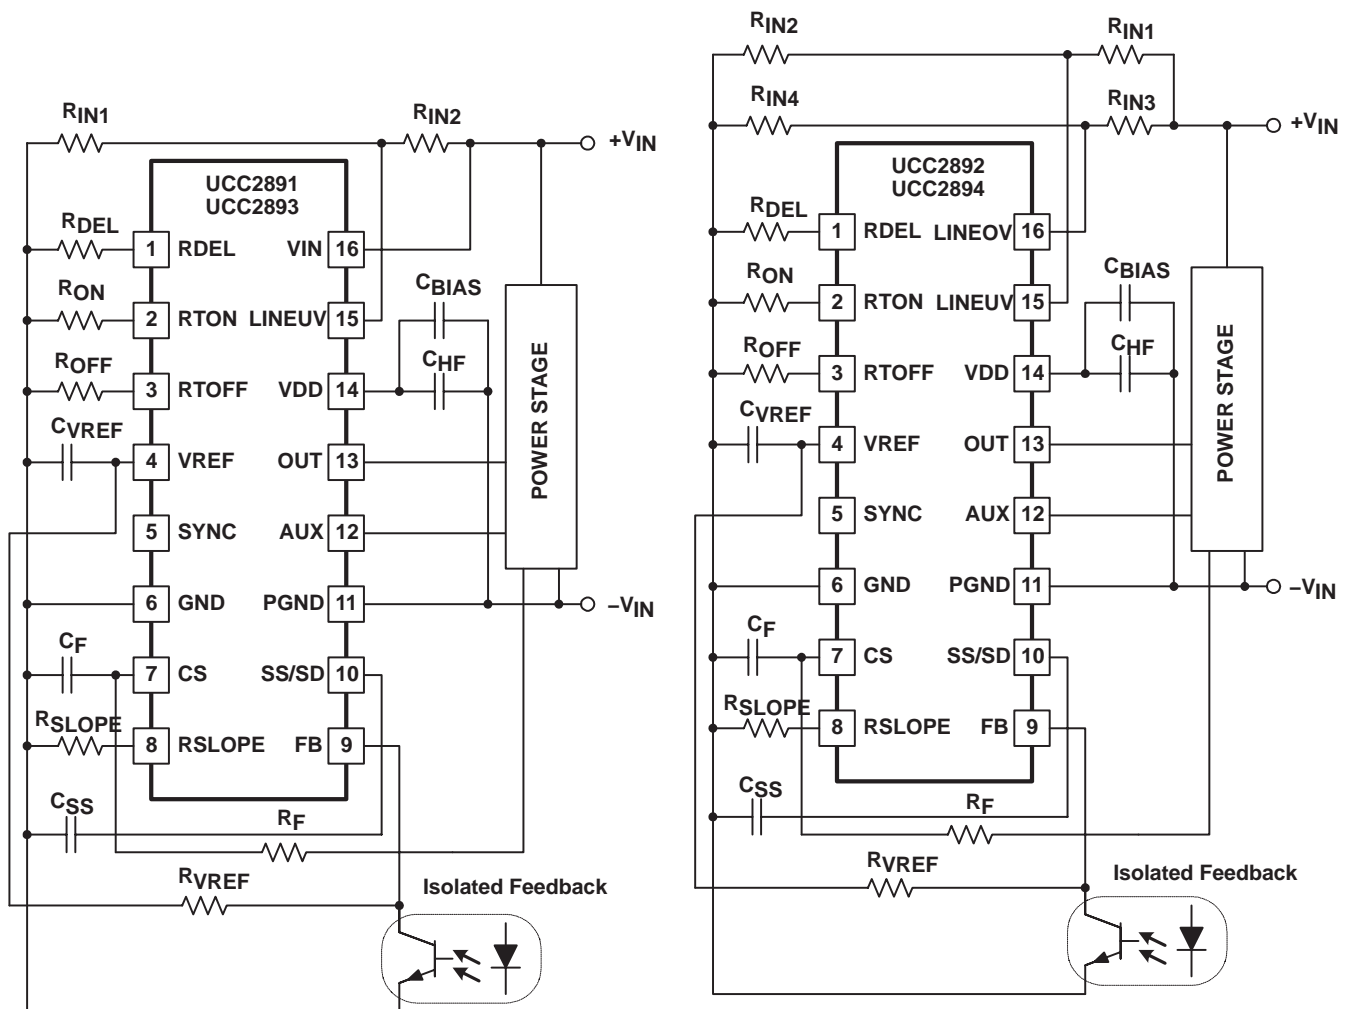 RIN1
RIN2
+VIN
UCC2891
UCC2893
RDEL
1 RDEL VIN 16
RON
CBIAS
2 RTON LINEUV 15
ROFF
CHF
3 RTOFF VDD 14
CVREF
4 VREF OUT 13
POWER STAGE
5 SYNC AUX 12
6 GND PGND 11
–VIN
CF
7 CS SS/SD 10
RSLOPE
8 RSLOPE FB 9
CSS
RF
RVREF
Isolated Feedback
RIN2
RIN1
RIN4
RIN3
+VIN
UCC2892
UCC2894
RDEL
1 RDEL LINEOV 16
RON
CBIAS
2 RTON LINEUV 15
ROFF
CHF
3 RTOFF VDD 14
CVREF
4 VREF OUT 13
POWER STAGE
5 SYNC AUX 12
6 GND PGND 11
–VIN
CF
7 CS SS/SD 10
RSLOPE
8 RSLOPE FB 9
CSS
RF
RVREF
Isolated Feedback